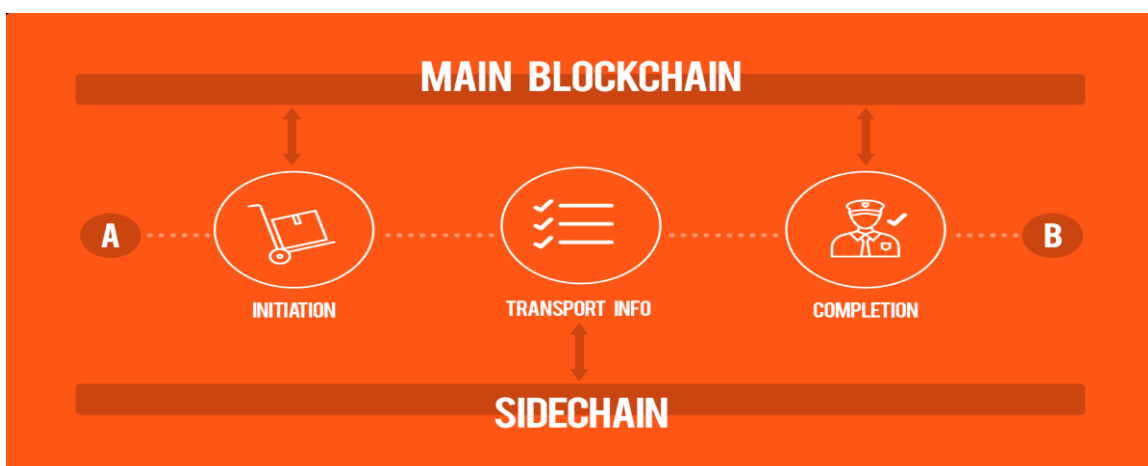 MAIN BLOCKCHAIN
A
B
INITIATION
TRANSPORT INFO
COMPLETION
SIDECHAIN